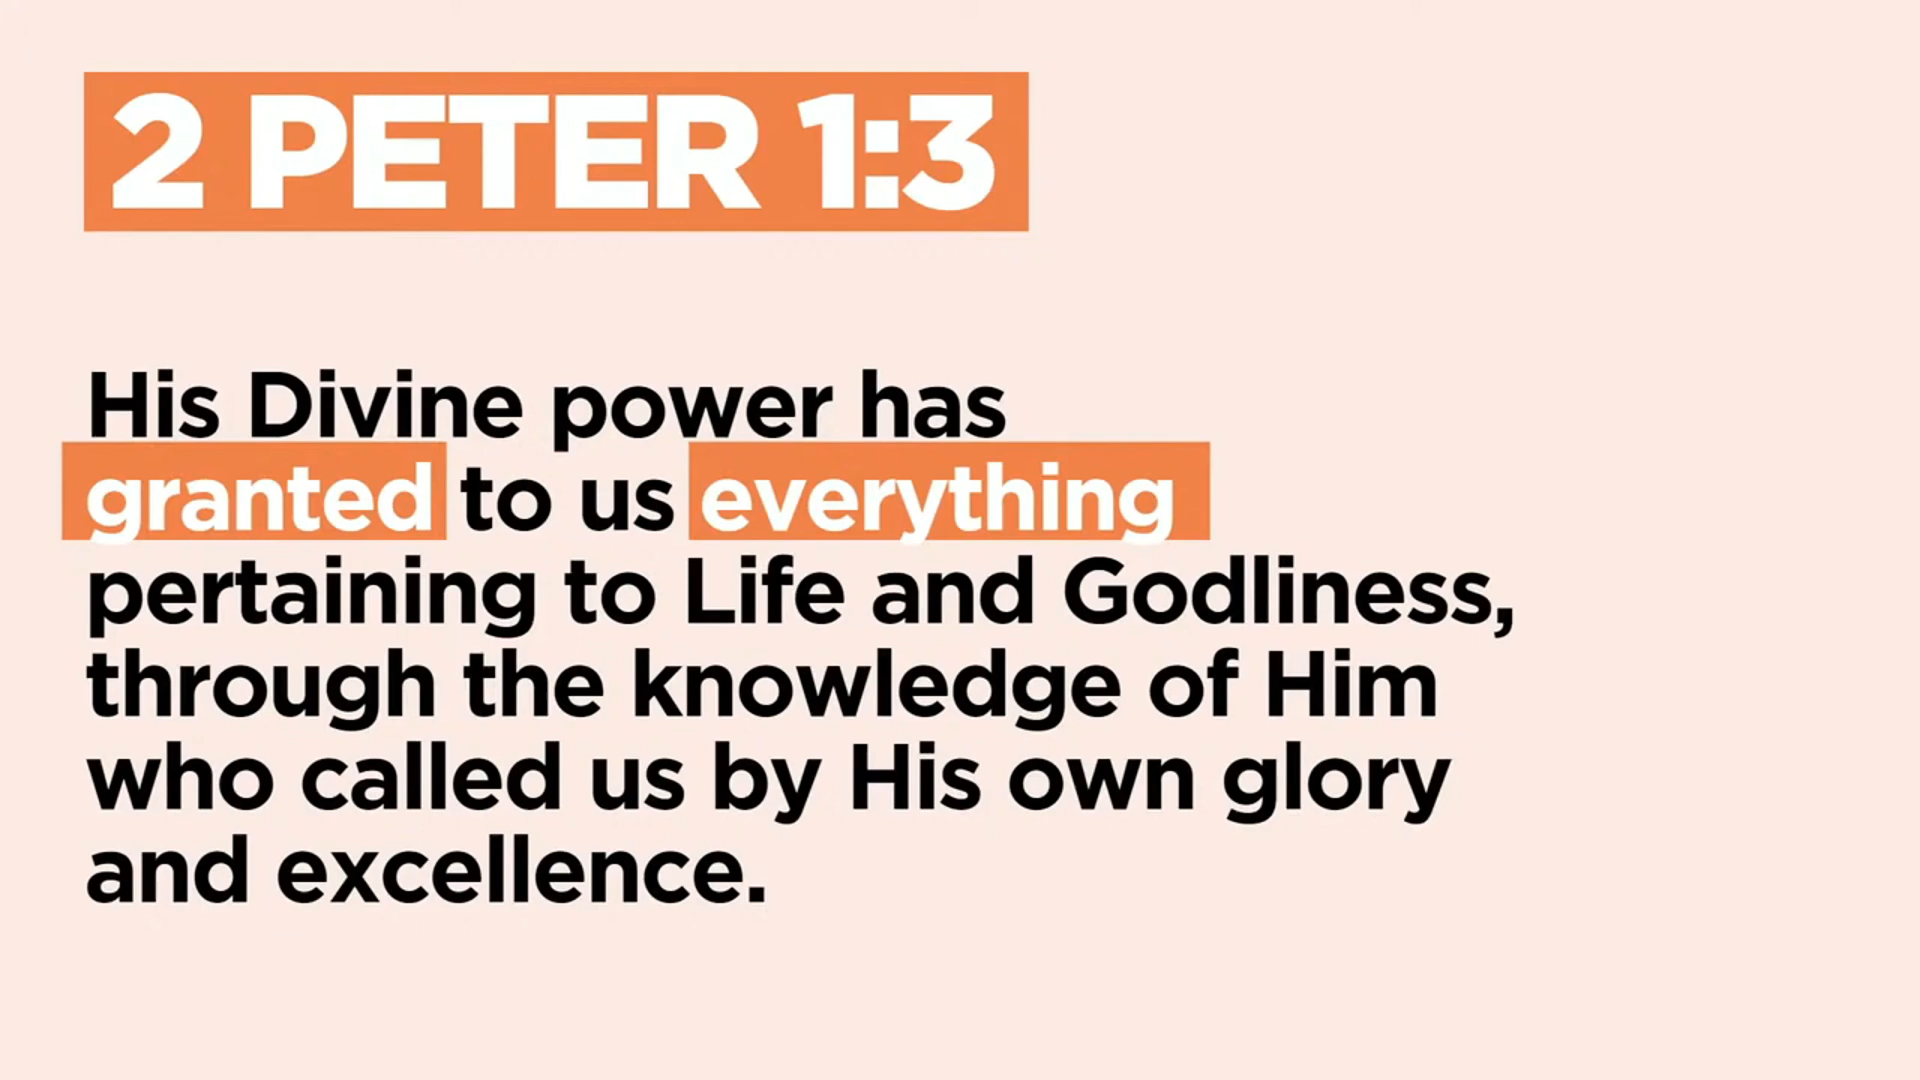 2 PETER 1:3
His Divine power has
granted to us everything
pertaining to Life and Godliness,
through the knowledge of Him
who called us by His own glory
and excellence.